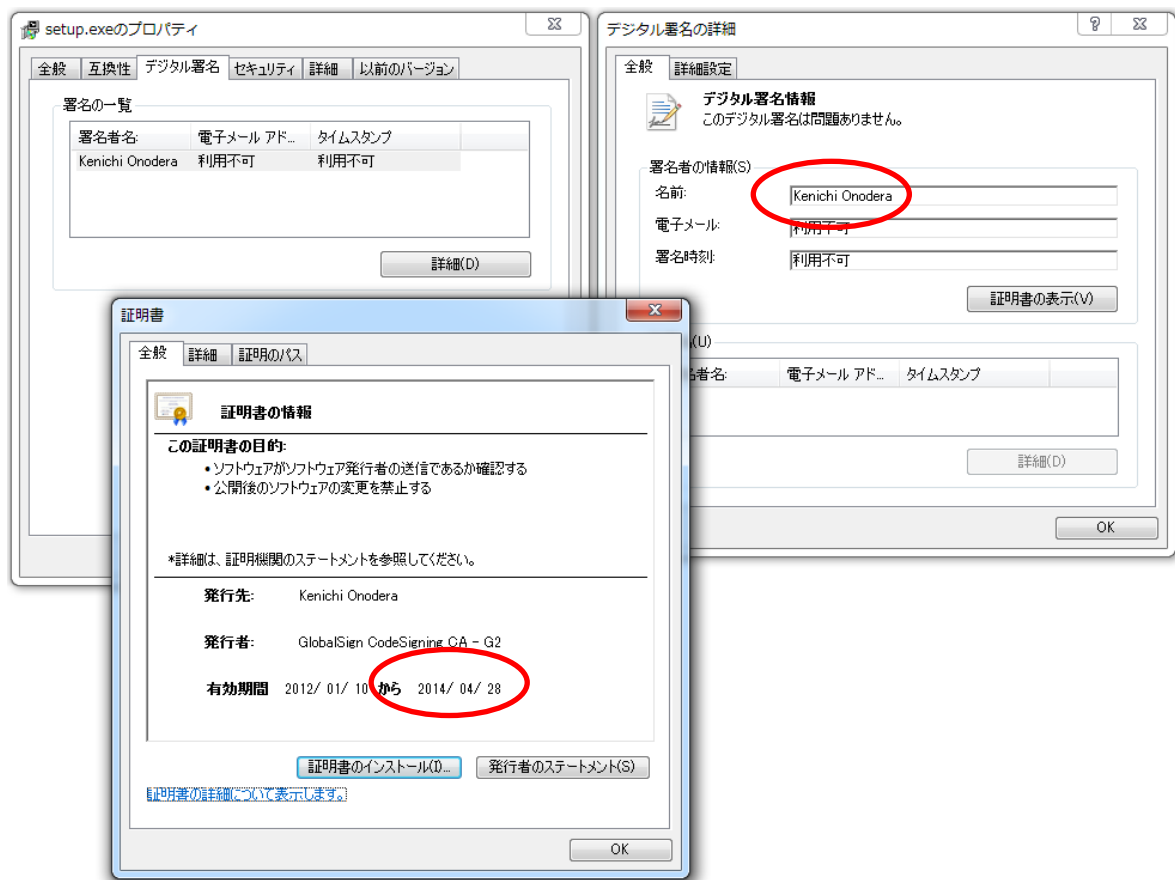 setup.exeのプロパティ
全般 互換性 デジタル署名 セキュリティ 詳細 以前のバージョン
署名の一覧
署名者名: 電子メール アド... タイムスタンプ
Kenichi Onodera 利用不可 利用不可
詳細(D)
デジタル署名の詳細
全般 詳細設定
デジタル署名情報
このデジタル署名は問題ありません。
署名者の情報(S)
名前: Kenichi Onodera
電子メール: 利用不可
署名時刻: 利用不可
証明書の表示(V)
(U)
者名: 電子メール アド... タイムスタンプ
詳細(D)
OK
証明書
全般 詳細 証明のパス
証明書の情報
この証明書の目的:
• ソフトウェアがソフトウェア発行者の送信であるか確認する
• 公開後のソフトウェアの変更を禁止する
*詳細は、証明機関のステートメントを参照してください。
発行先: Kenichi Onodera
発行者: GlobalSign CodeSigning CA - G2
有効期間 2012/ 01/ 10 から 2014/ 04/ 28
証明書のインストール(I)... 発行者のステートメント(S)
証明書の詳細について表示します。
OK